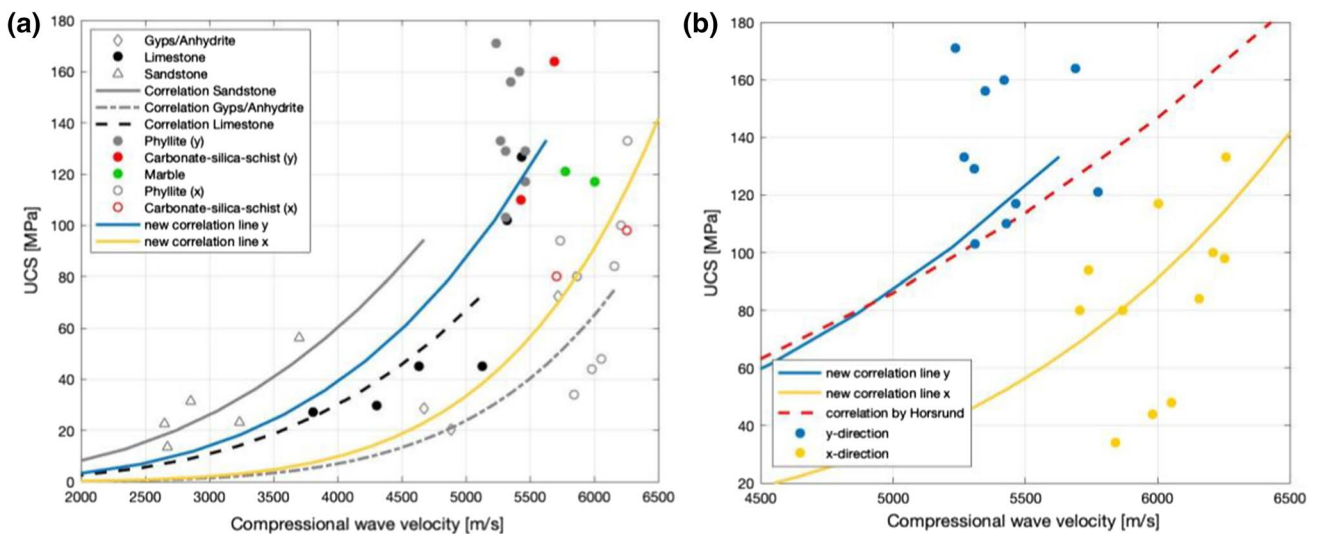 (a)
180
160
140
120
100
80
60
40
20
0
UCS [MPa]
Gyps/Anhydrite
Limestone
Sandstone
Correlation Sandstone
Correlation Gyps/Anhydrite
Correlation Limestone
Phyllite (y)
Carbonate-silica-schist (y)
Marble
Phyllite (x)
Carbonate-silica-schist (x)
new correlation line y
new correlation line x
2000 2500 3000 3500 4000 4500 5000 5500 6000 6500
Compressional wave velocity [m/s]
(b)
180
160
140
120
100
80
60
40
20
UCS [MPa]
new correlation line y
new correlation line x
correlation by Horsrund
y-direction
x-direction
4500 5000 5500 6000 6500
Compressional wave velocity [m/s]